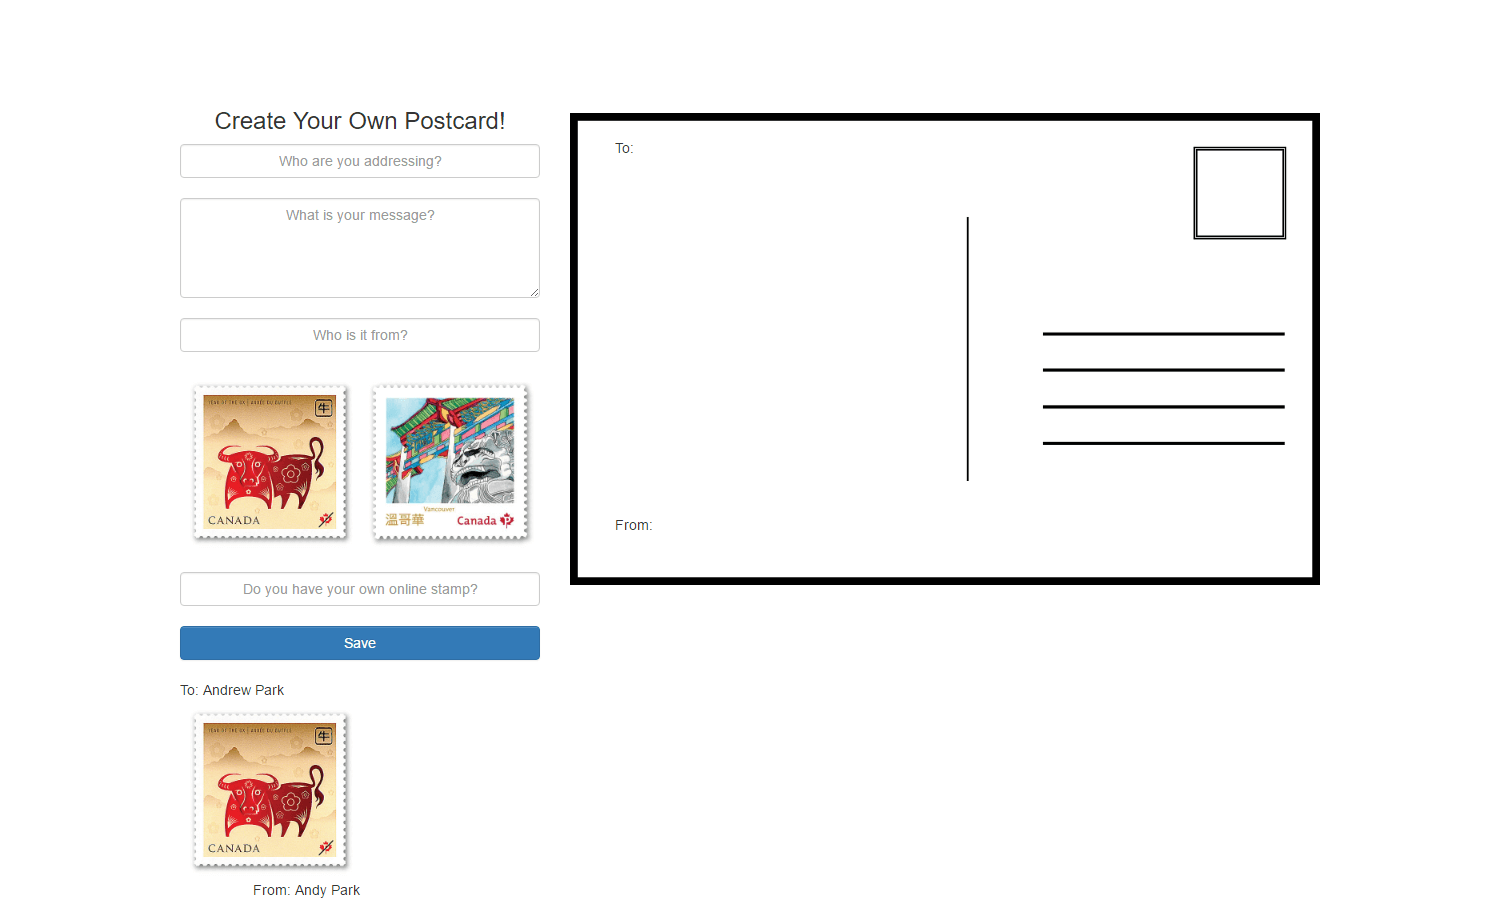 Create Your Own Postcard!
Who are you addressing?
What is your message?
Who is it from?
YEAR OF THE OX | ANNÉE DU BUFFLE
牛
CANADA
P
Vancouver
溫哥華
Canada
P
Do you have your own online stamp?
Save
To: Andrew Park
YEAR OF THE OX | ANNÉE DU BUFFLE
牛
CANADA
P
From: Andy Park
To:
From: